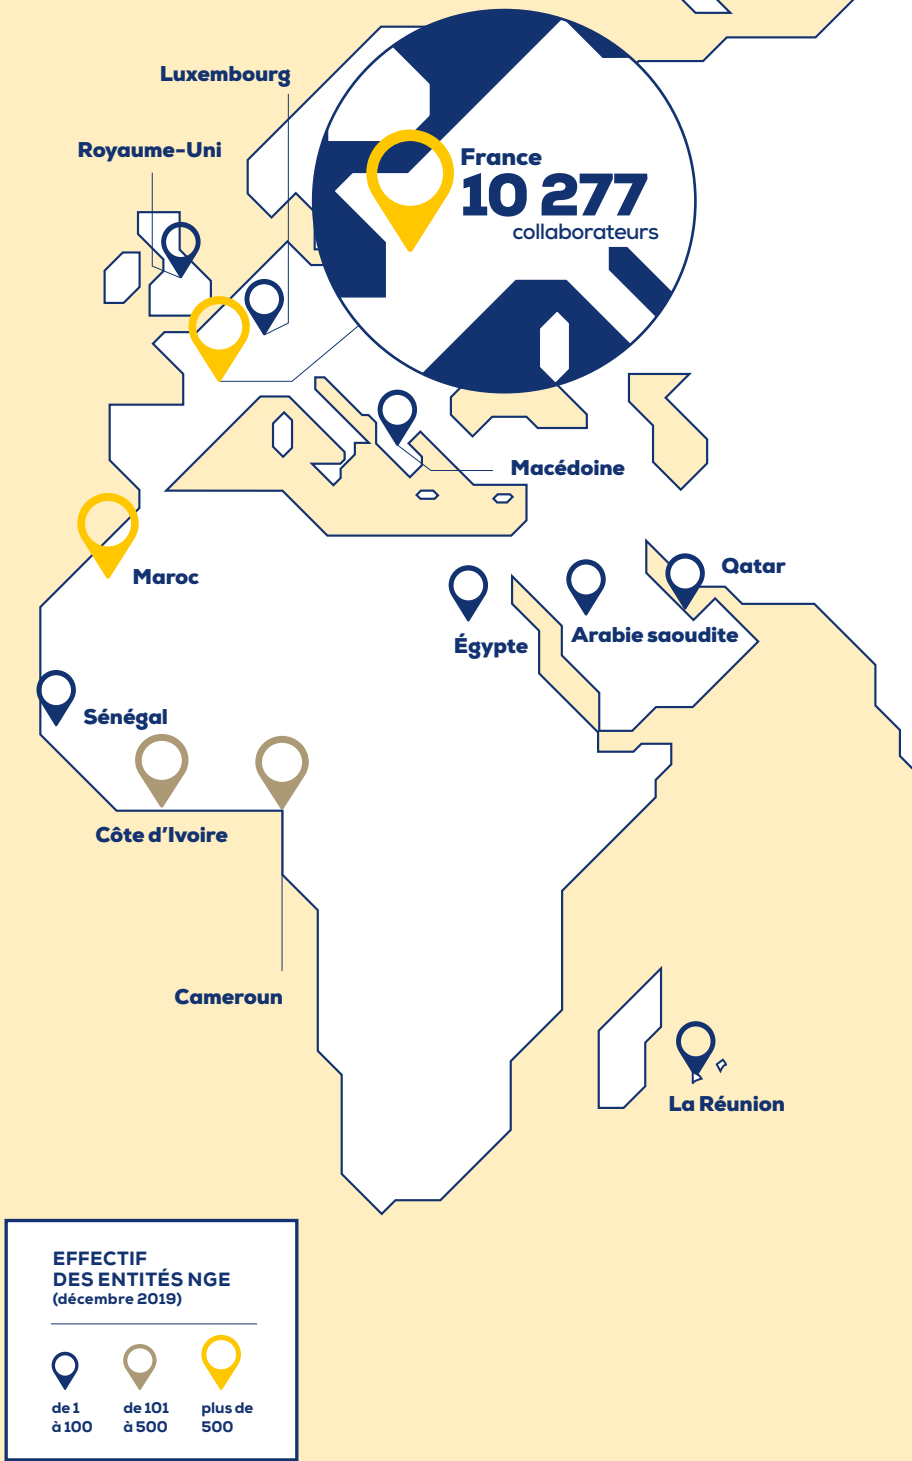 Luxembourg
Royaume-Uni
France
10 277
collaborateurs
Macédoine
Maroc
Qatar
Égypte
Arabie saoudite
Sénégal
Côte d’Ivoire
Cameroun
La Réunion
EFFECTIF
DES ENTITÉS NGE
(décembre 2019)
de 1
à 100
de 101
à 500
plus de
500